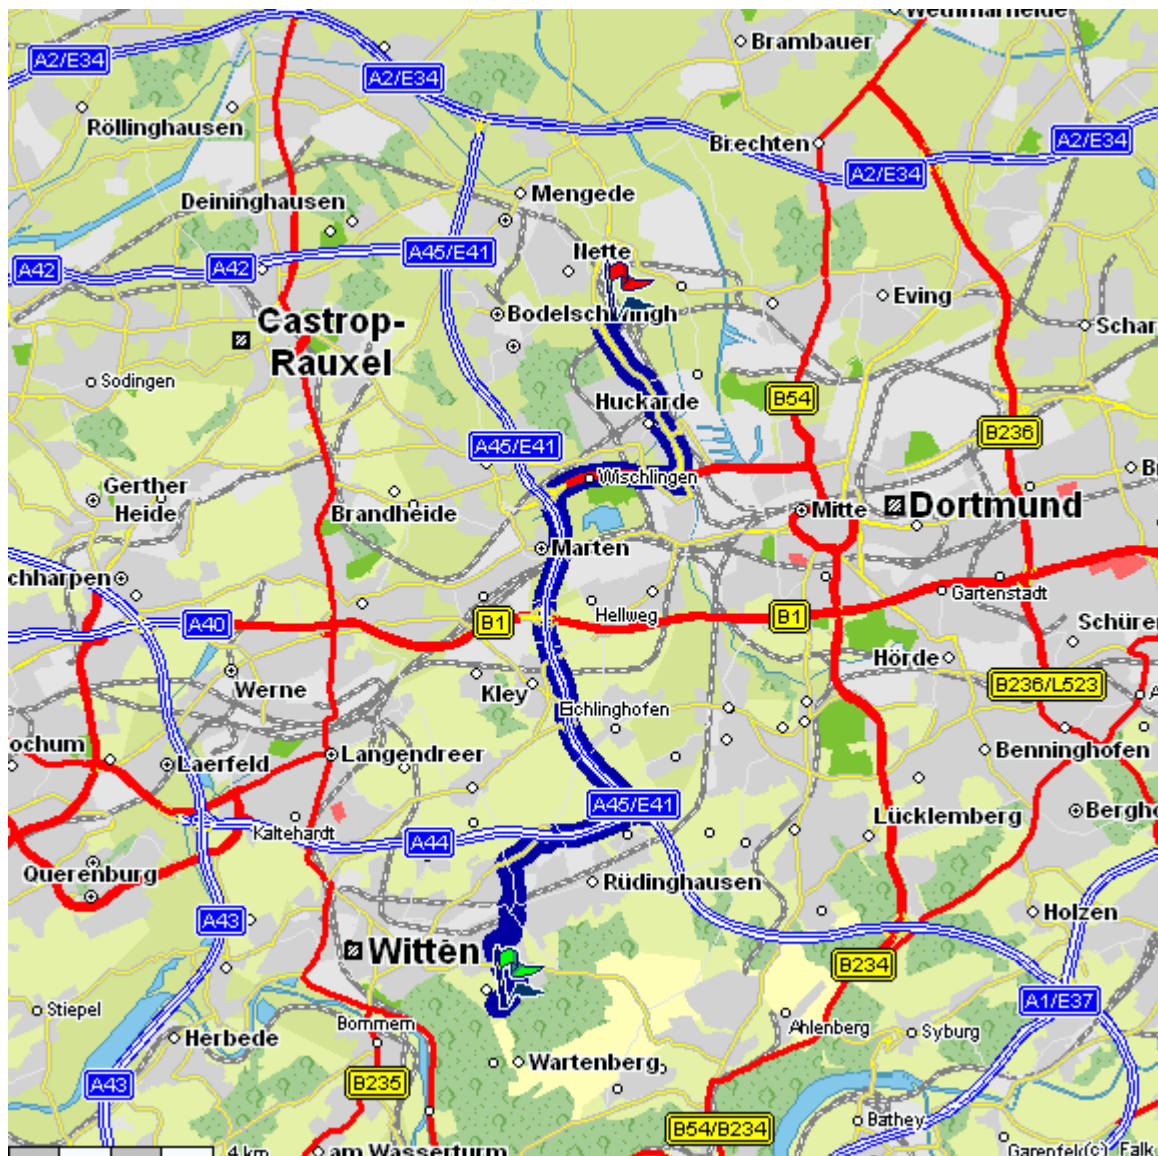 Brambauer
A2/E34
A2/E34
Röllinghausen
Brechten
A2/E34
A2/E34
Mengede
Deininghausen
Nette
A45/E41
A42
A42
Eving
Bodelschwingh
Castrop-
Rauxel
Schar
Sodingen
Huckarde
B54
B236
A45/E41
Wischlingen
Gerther
Heide
Brandheide
Mitte
Dortmund
Marten
chharpen
Gartenstadt
Hellweg
B1
B1
A40
Schürer
Hörde
Werne
Kley
B236/L523
Eichlinghofen
ochum
Langendreer
Laerfeld
Benninghofen
A45/E41
Lücklemberg
Bergho
Kaltehardt
A44
Querenburg
Rüdinghausen
A43
Holzen
Witten
B234
A1/E37
Stiepel
Bommern
Ahlenberg
Syburg
Herbede
Wartenberg
A43
B235
B54/B234
Bathey
4 km
am Wasserturm
(c) Falk